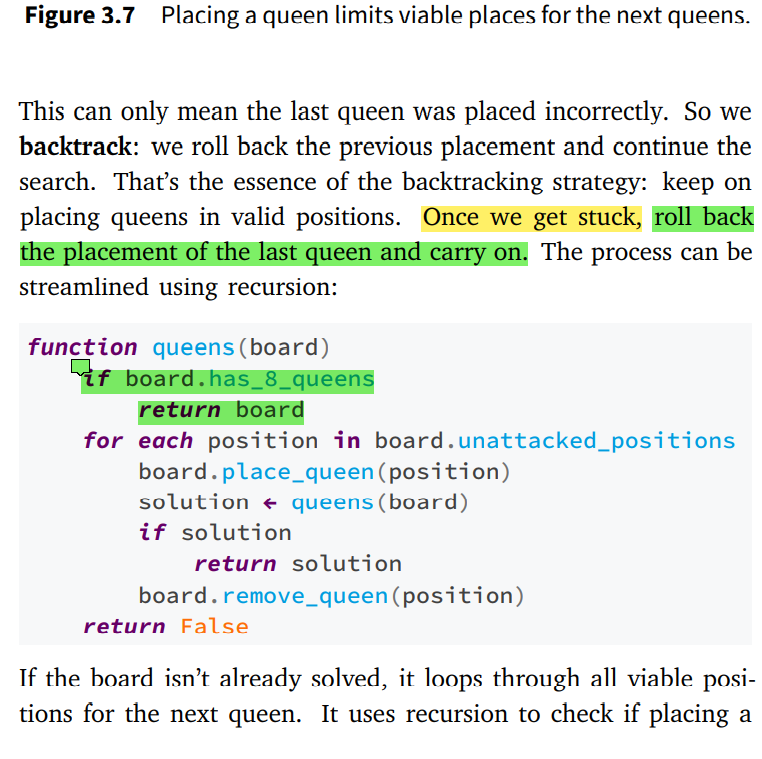 Figure 3.7 Placing a queen limits viable places for the next queens.
This can only mean the last queen was placed incorrectly. So we
backtrack: we roll back the previous placement and continue the
search. That's the essence of the backtracking strategy: keep on
placing queens in valid positions. Once we get stuck, roll back
the placement of the last queen and carry on. The process can be
streamlined using recursion:
function queens(board)
    if board.has_8_queens
        return board
    for each position in board.unattacked_positions
        board.place_queen(position)
        solution ← queens(board)
        if solution
            return solution
        board.remove_queen(position)
    return False
If the board isn't already solved, it loops through all viable posi-
tions for the next queen. It uses recursion to check if placing a